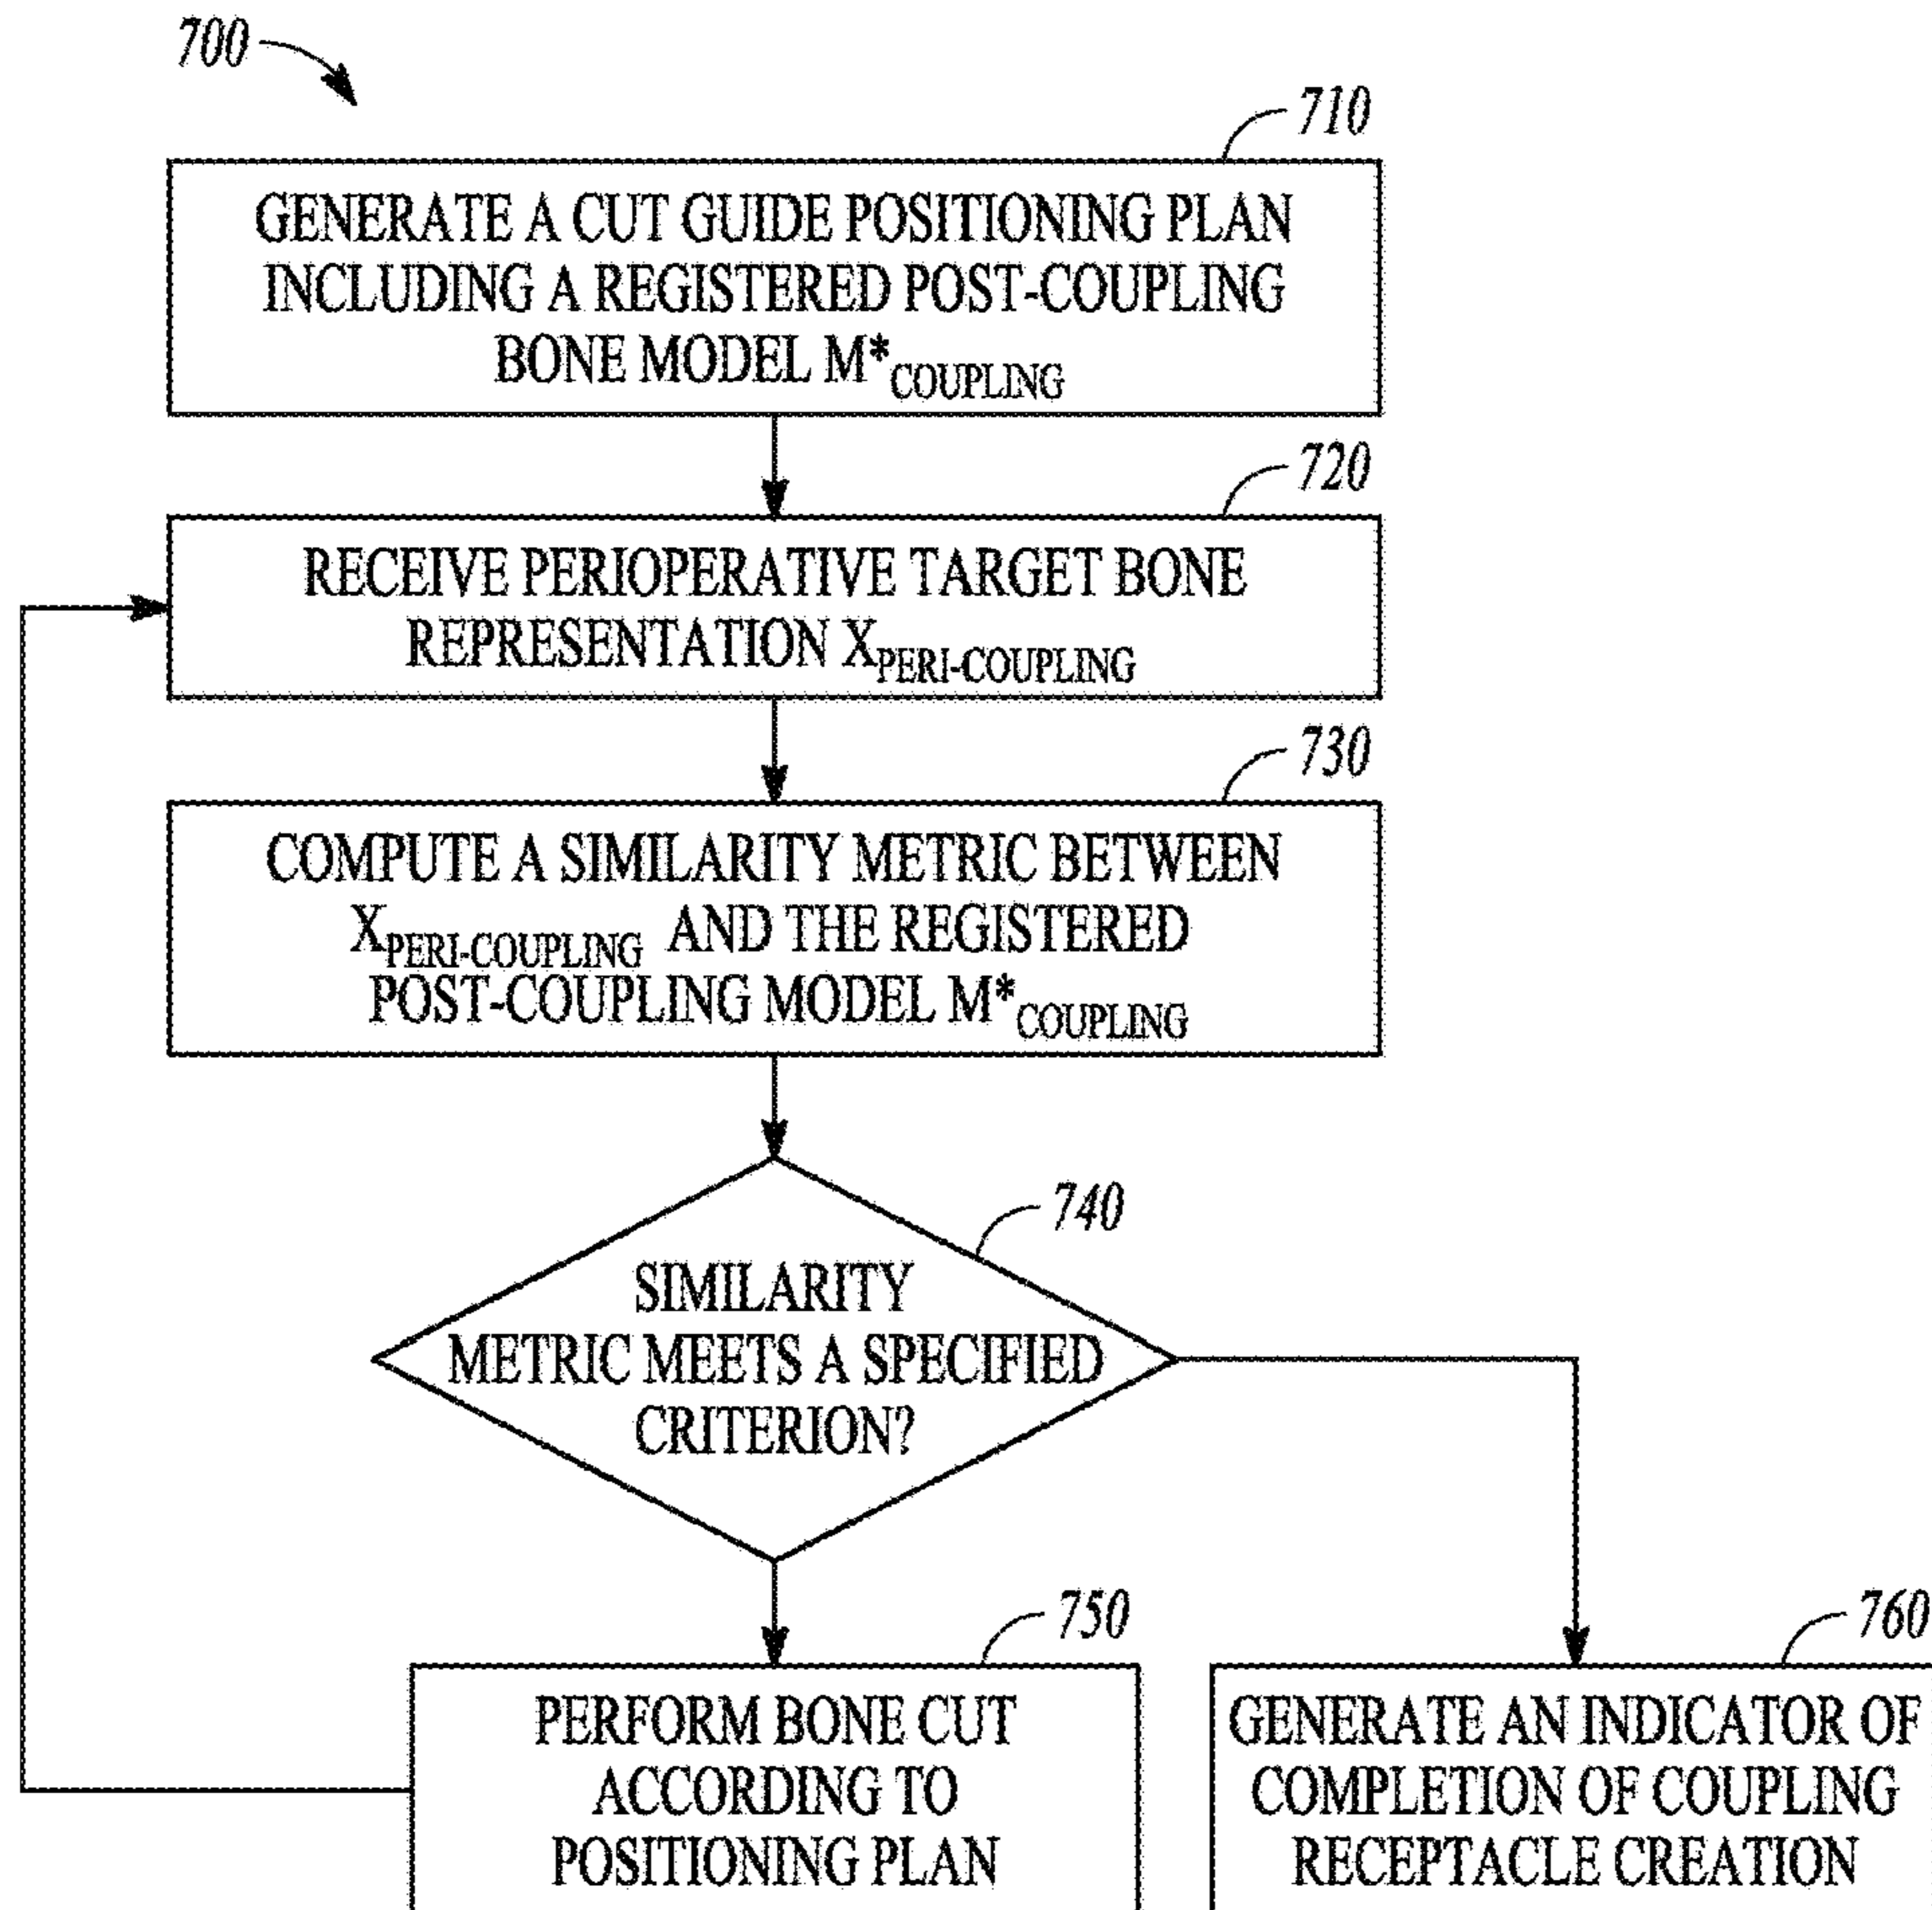 700
710
GENERATE A CUT GUIDE POSITIONING PLAN
INCLUDING A REGISTERED POST-COUPLING
BONE MODEL M*COUPLING
720
RECEIVE PERIOPERATIVE TARGET BONE
REPRESENTATION XPERI-COUPLING
730
COMPUTE A SIMILARITY METRIC BETWEEN
XPERI-COUPLING AND THE REGISTERED
POST-COUPLING MODEL M*COUPLING
740
SIMILARITY
METRIC MEETS A SPECIFIED
CRITERION?
750
PERFORM BONE CUT
ACCORDING TO
POSITIONING PLAN
760
GENERATE AN INDICATOR OF
COMPLETION OF COUPLING
RECEPTACLE CREATION